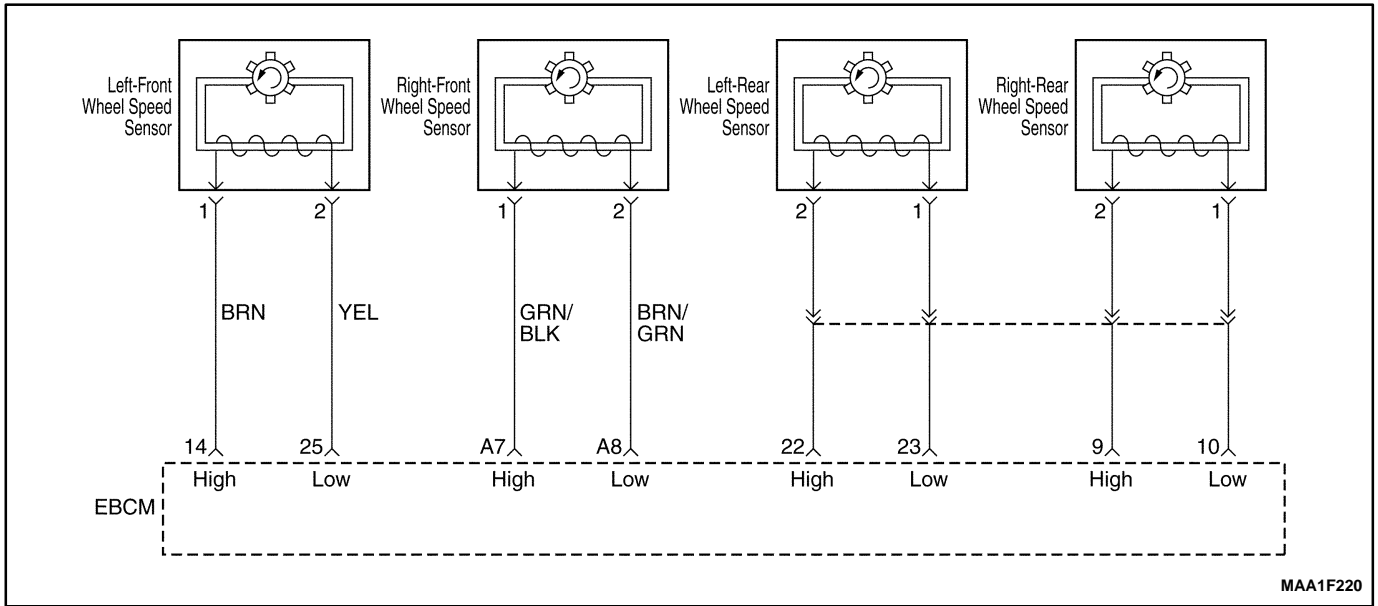 Left-Front
Wheel Speed
Sensor
Right-Front
Wheel Speed
Sensor
Left-Rear
Wheel Speed
Sensor
Right-Rear
Wheel Speed
Sensor
1 2 1 2 2 1 2 1
BRN YEL GRN/
BLK BRN/
GRN
14 25 A7 A8 22 23 9 10
High Low High Low High Low High Low
EBCM
MAA1F220